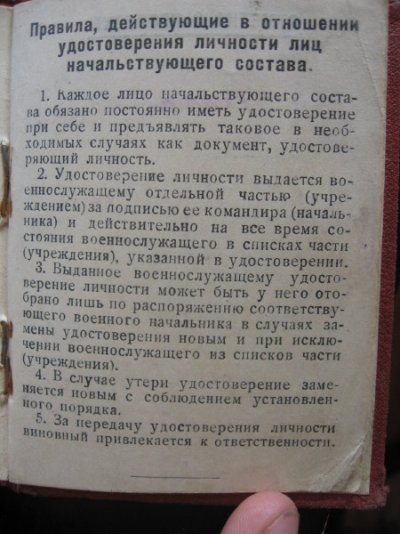 Правила, действующие в отношении
удостоверения личности лиц
начальствующего состава.
1. Каждое лицо начальствующего соста-
ва обязано постоянно иметь удостоверение
при себе и предъявлять таковое в необ-
ходимых случаях как документ, удостове-
ряющий личность.
2. Удостоверение личности выдается во-
еннослужащему отдельной частью (учре-
ждением) за подписью ее командира (началь-
ника) и действительно на все время со-
стояния военнослужащего в списках части
(учреждения), указанной в удостоверении.
3. Выданное военнослужащему удосто-
верение личности может быть у него ото-
брано лишь по распоряжению соответству-
ющего военного начальника в случаях за-
мены удостоверения новым и при исклю-
чении военнослужащего из списков части
(учреждения).
4. В случае утери удостоверение заме-
няется новым с соблюдением установлен-
ного порядка.
5. За передачу удостоверения личности
виновный привлекается к ответственности.